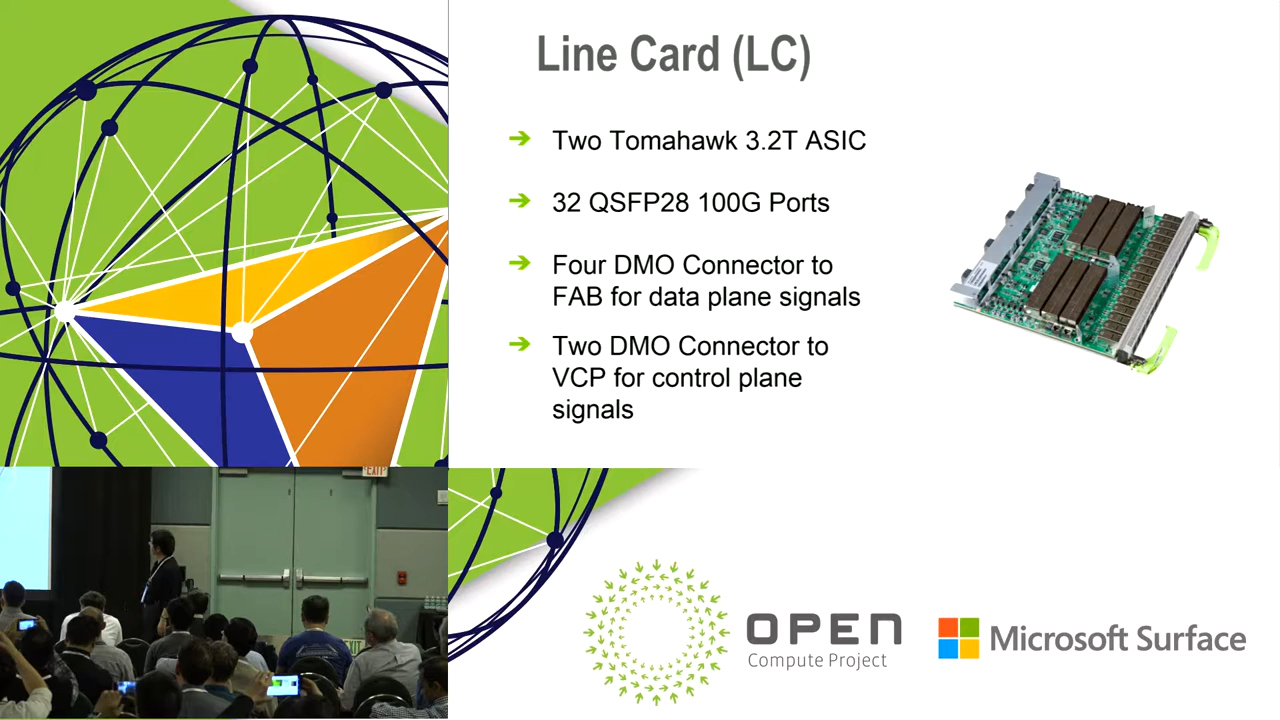 Line Card (LC)
Two Tomahawk 3.2T ASIC
32 QSFP28 100G Ports
Four DMO Connector to
FAB for data plane signals
Two DMO Connector to
VCP for control plane
signals
EXIT
OPEN
Compute Project
Microsoft Surface